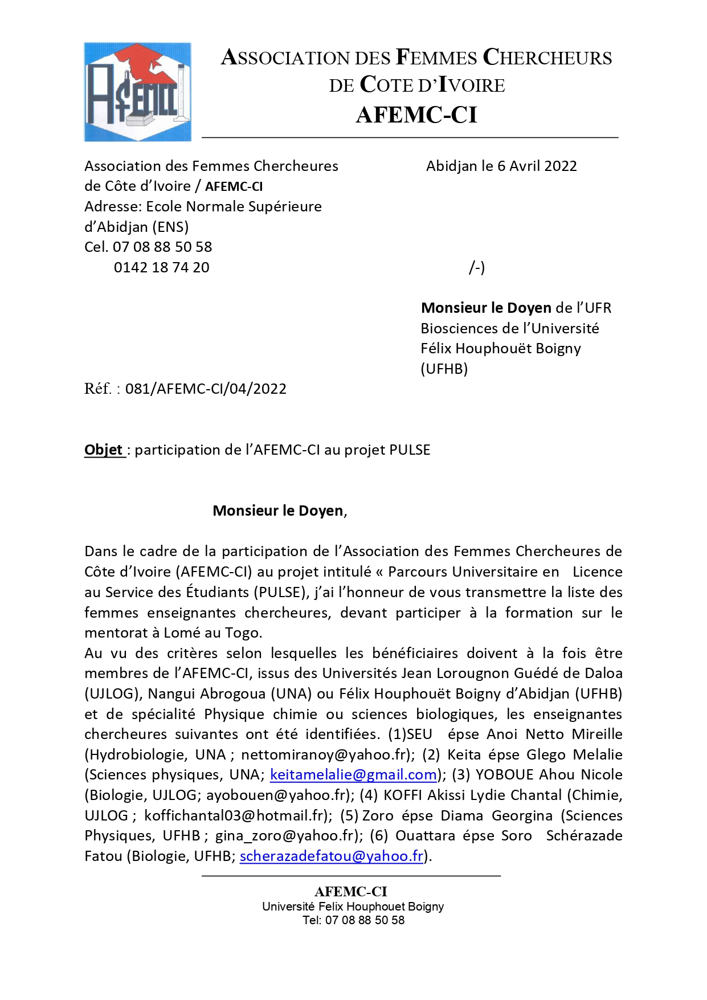 AfEMCI
ASSOCIATION DES FEMMES CHERCHEURS
DE COTE D'IVOIRE
AFEMC-CI
Association des Femmes Chercheures
de Côte d'Ivoire / AFEMC-CI
Adresse: Ecole Normale Supérieure
d'Abidjan (ENS)
Cel. 07 08 88 50 58
0142 18 74 20
Abidjan le 6 Avril 2022
/-)
Monsieur le Doyen de l'UFR
Biosciences de l'Université
Félix Houphouët Boigny
(UFHB)
Réf. : 081/AFEMC-CI/04/2022
Objet : participation de l'AFEMC-CI au projet PULSE
Monsieur le Doyen,
Dans le cadre de la participation de l'Association des Femmes Chercheures de
Côte d'Ivoire (AFEMC-CI) au projet intitulé « Parcours Universitaire en Licence
au Service des Étudiants (PULSE), j'ai l'honneur de vous transmettre la liste des
femmes enseignantes chercheures, devant participer à la formation sur le
mentorat à Lomé au Togo.
Au vu des critères selon lesquelles les bénéficiaires doivent à la fois être
membres de l'AFEMC-CI, issus des Universités Jean Lorougnon Guédé de Daloa
(UJLOG), Nangui Abrogoua (UNA) ou Félix Houphouët Boigny d'Abidjan (UFHB)
et de spécialité Physique chimie ou sciences biologiques, les enseignantes
chercheures suivantes ont été identifiées. (1)SEU épse Anoi Netto Mireille
(Hydrobiologie, UNA ; nettomiranoy@yahoo.fr); (2) Keita épse Glego Melalie
(Sciences physiques, UNA; keitamelalie@gmail.com); (3) YOBOUE Ahou Nicole
(Biologie, UJLOG; ayobouen@yahoo.fr); (4) KOFFI Akissi Lydie Chantal (Chimie,
UJLOG ; koffichantal03@hotmail.fr); (5) Zoro épse Diama Georgina (Sciences
Physiques, UFHB ; gina_zoro@yahoo.fr); (6) Ouattara épse Soro Schérazade
Fatou (Biologie, UFHB; scherazadefatou@yahoo.fr).
AFEMC-CI
Université Felix Houphouet Boigny
Tel: 07 08 88 50 58